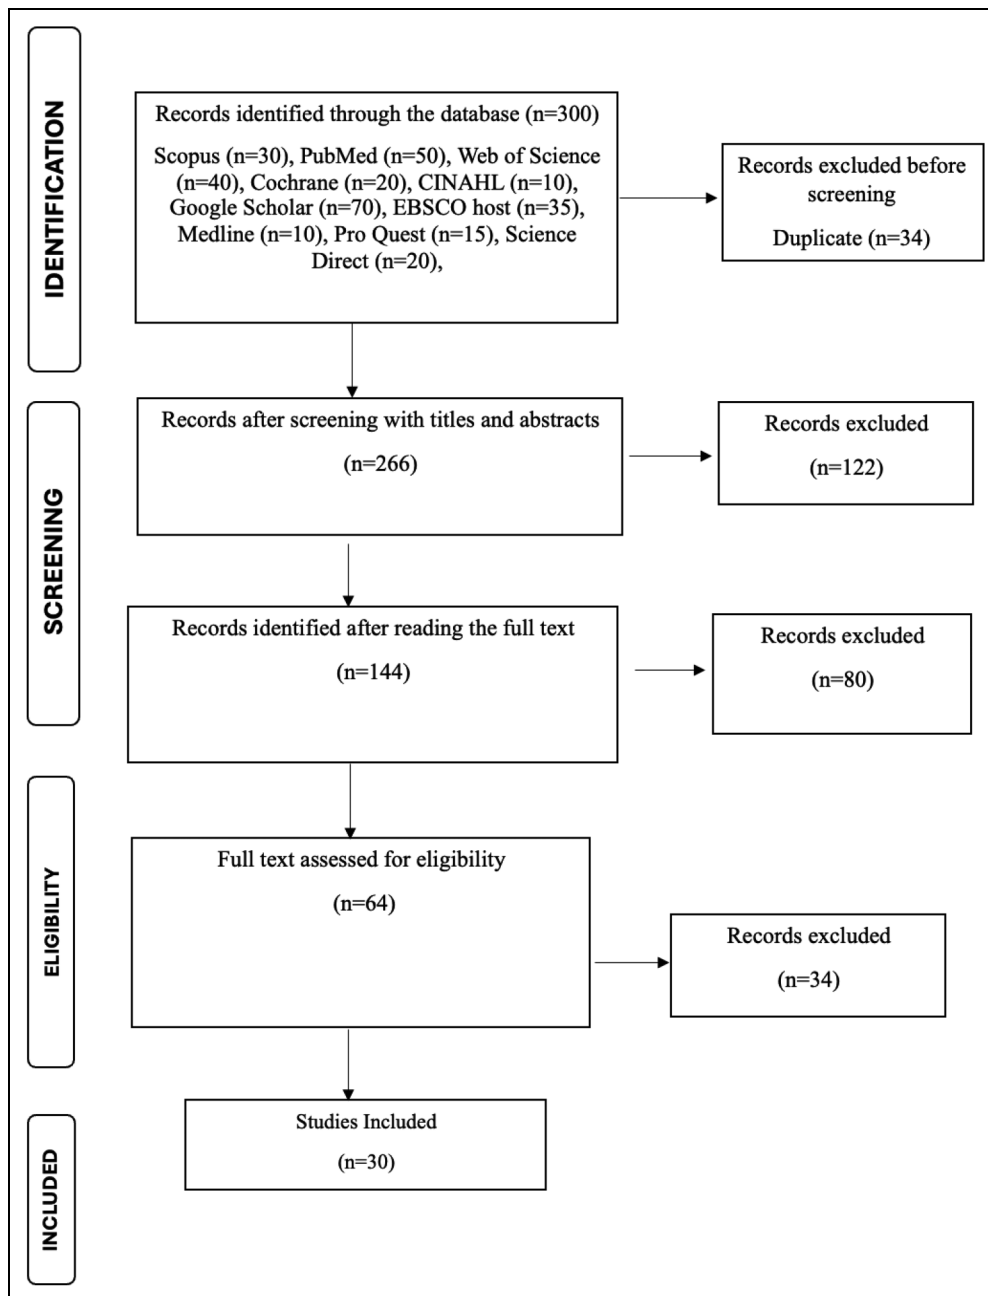 IDENTIFICATION
Records identified through the database (n=300)
Scopus (n=30), PubMed (n=50), Web of Science
(n=40), Cochrane (n=20), CINAHL (n=10),
Google Scholar (n=70), EBSCO host (n=35),
Medline (n=10), Pro Quest (n=15), Science
Direct (n=20),
Records excluded before
screening
Duplicate (n=34)
SCREENING
Records after screening with titles and abstracts
(n=266)
Records excluded
(n=122)
Records identified after reading the full text
(n=144)
Records excluded
(n=80)
ELIGIBILITY
Full text assessed for eligibility
(n=64)
Records excluded
(n=34)
INCLUDED
Studies Included
(n=30)